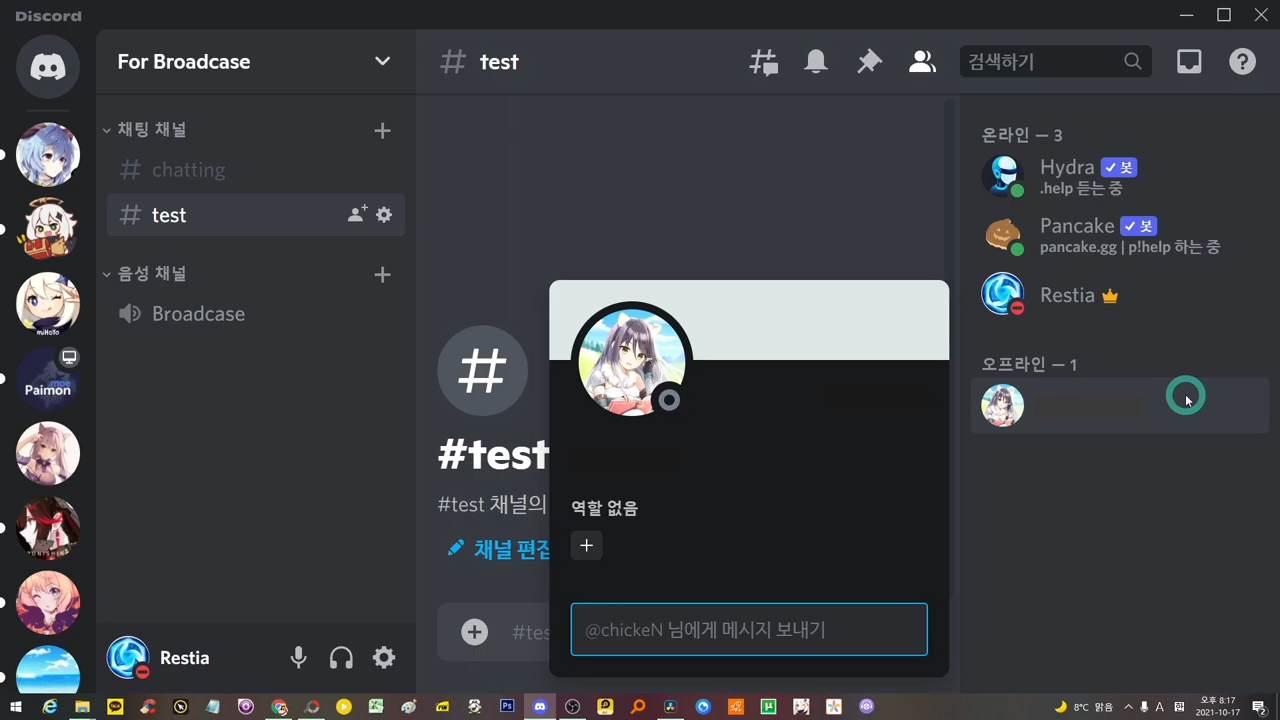 Discord
For Broadcase
채팅 채널
chatting
test
음성 채널
Broadcase
Restia
test
검색하기
#test
#test 채널의
채널 편집
역할 없음
@chickeN 님에게 메시지 보내기
온라인 — 3
Hydra 봇
.help 듣는 중
Pancake 봇
pancake.gg | p!help 하는 중
Restia
오프라인 — 1
miHoYo
Paimon
moe
8°C 맑음
A
오후 8:17
2021-10-17
2